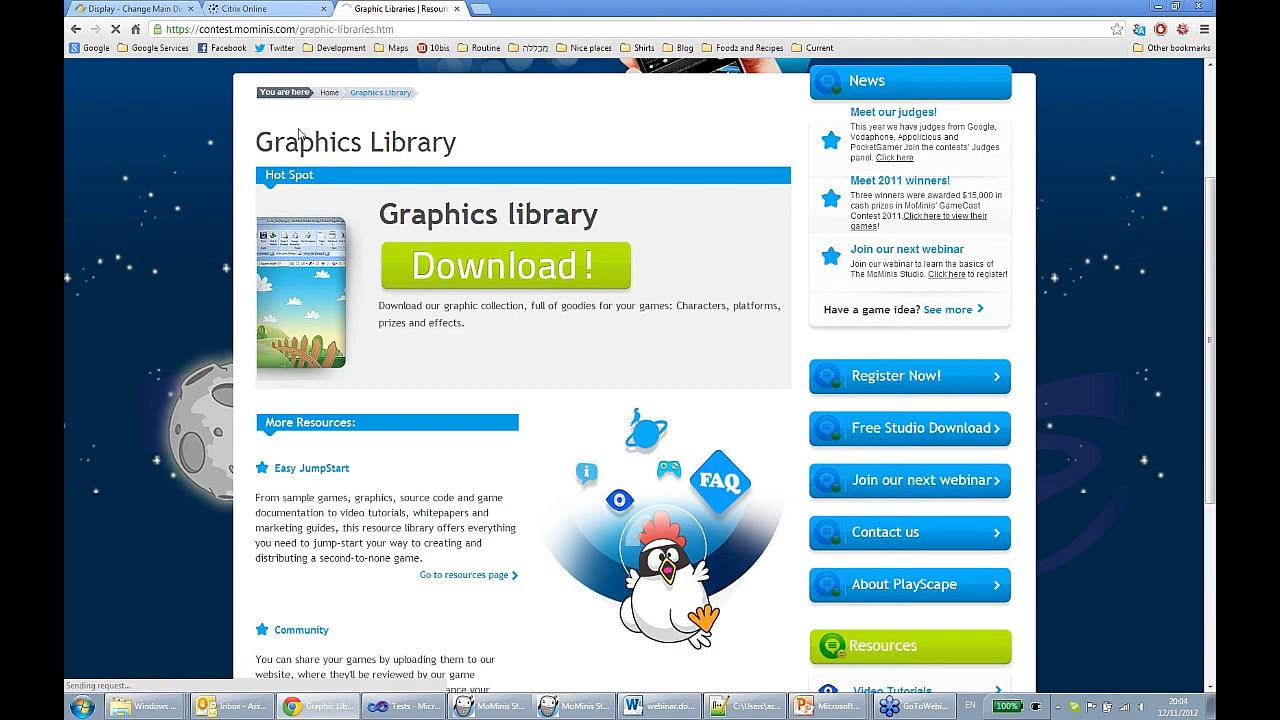 Display - Change Main Di
Citrix Online
Graphic Libraries | Resour
https://contest.mominis.com/graphic-libraries.htm
Google
Google Services
Facebook
Twitter
Development
Maps
10bis
Routine
מכללה
Nice places
Shirts
Blog
Foodz and Recipes
Current
Other bookmarks
You are here
Home
Graphics Library
Graphics Library
Hot Spot
Graphics library
Download!
Download our graphic collection, full of goodies for your games: Characters, platforms,
prizes and effects.
More Resources:
Easy JumpStart
From sample games, graphics, source code and game
documentation to video tutorials, whitepapers and
marketing guides, this resource library offers everything
you need to jump-start your way to creating and
distributing a second-to-none game.
Go to resources page
Community
You can share your games by uploading them to our
website, where they'll be reviewed by our game
FAQ
i
News
Meet our judges!
This year we have judges from Google,
Vodaphone, Appolicious and
PocketGamer Join the contests' Judges
panel. Click here
Meet 2011 winners!
Three winners were awarded $15,000 in
cash prizes in MoMinis' GameCast
Contest 2011.Click here to view their
games!
Join our next webinar
Join our webinar to learn the basics of
The MoMinis Studio. Click here to register!
Have a game idea? See more
Register Now!
Free Studio Download
Join our next webinar
Contact us
About PlayScape
Resources
Video Tutorials
Sending request...
Windows ...
Inbox - Ass...
Graphic Lib...
Tests - Micr...
MoMinis St...
MoMinis St...
webinar.do...
C:\Users\as...
Microsoft...
GoToWebi...
EN
100%
20:04
12/11/2012